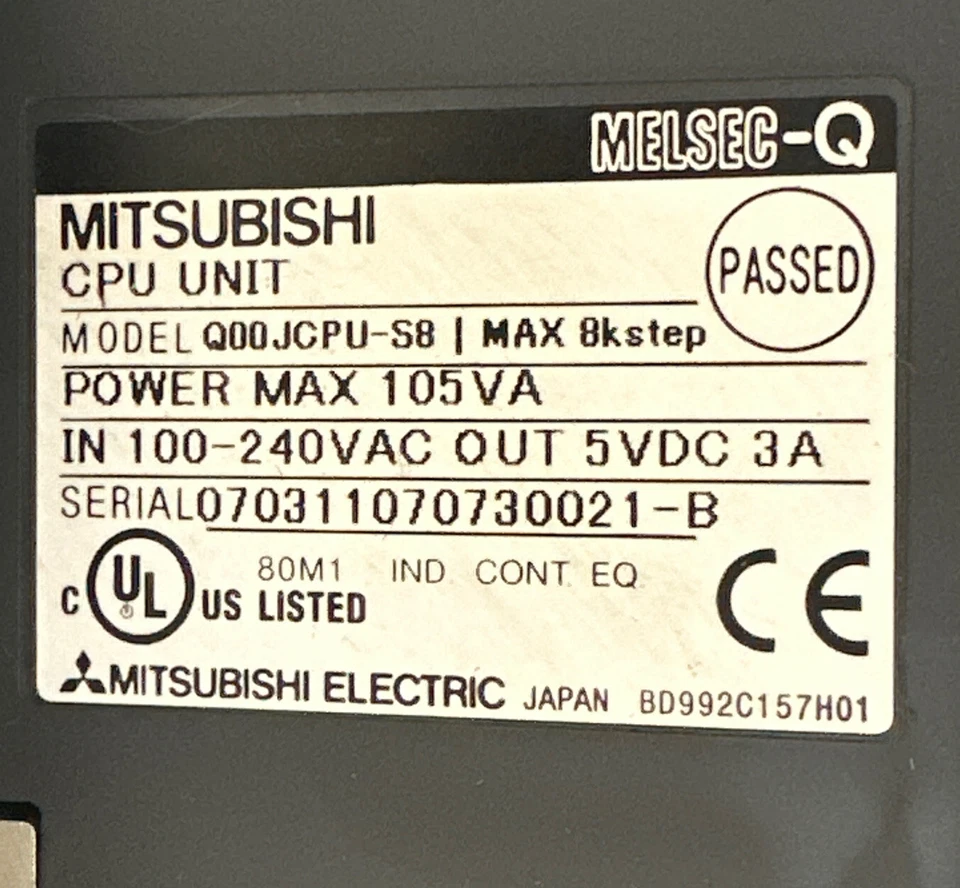 MELSEC-Q
MITSUBISHI
CPU UNIT
PASSED
MODEL Q00JCPU-S8 | MAX 8kstep
POWER MAX 105VA
IN 100-240VAC OUT 5VDC 3A
SERIAL 070311070730021-B
80M1 IND. CONT. EQ.
C UL US LISTED
CE
MITSUBISHI ELECTRIC JAPAN BD992C157H01